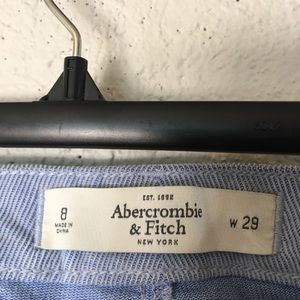 EST. 1892
8
MADE IN
CHINA
Abercrombie
& Fitch
NEW YORK
W 29